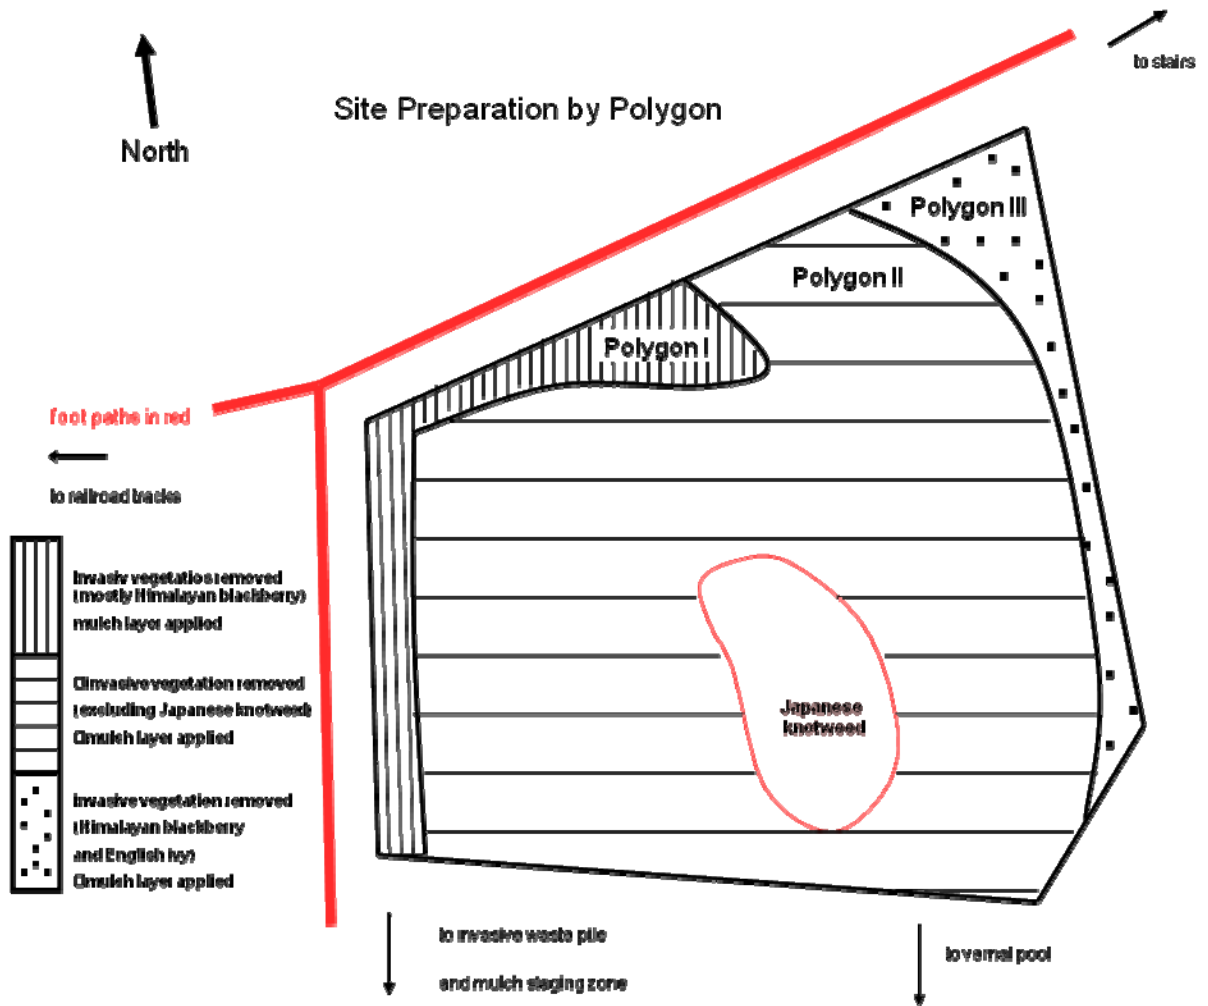 to stairs
Site Preparation by Polygon
North
Polygon III
Polygon II
Polygon I
foot paths in red
to railroad tracks
Invasiv vegetation removed
(mostly Himalayan blackberry)
mulch layer applied
Oinvasive vegetation removed
(excluding Japanese knotweed)
Omulch layer applied
Invasive vegetation removed
(Himalayan blackberry
and English ivy)
Omulch layer applied
Japanese
knotweed
to invasive waste pile
and mulch staging zone
to vernal pool